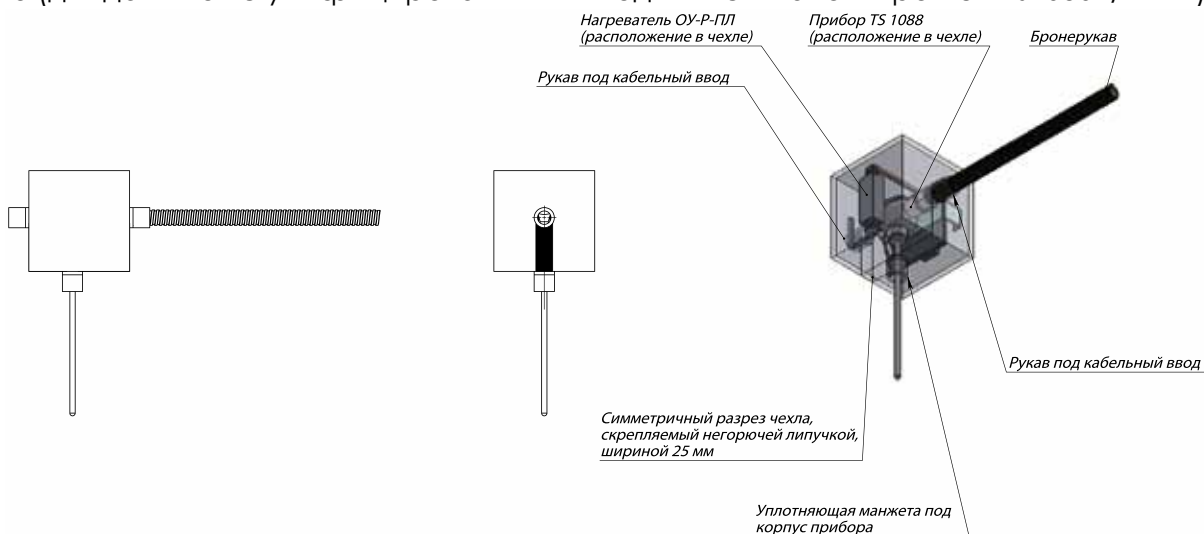 Нагреватель ОУ-Р-ПЛ
(расположение в чехле)
Прибор TS 1088
(расположение в чехле)
Бронерукав
Рукав под кабельный ввод
Рукав под кабельный ввод
Симметричный разрез чехла,
скрепляемый негорючей липучкой,
шириной 25 мм
Уплотняющая манжета под
корпус прибора